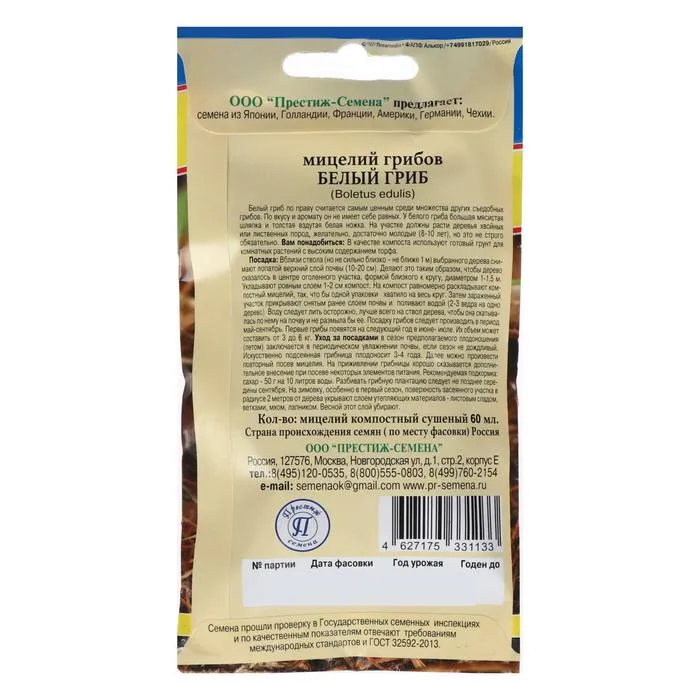 © "ИП Boramedia" ФАПФ Алькор/+74991817029/Россия
ООО "Престиж-Семена" предлагает:
семена из Японии, Голландии, Франции, Америки, Германии, Чехии.
мицелий грибов
БЕЛЫЙ ГРИБ
(Boletus edulis)
Белый гриб по праву считается самым ценным среди множества других съедобных
грибов. По вкусу и аромату он не имеет себе равных. У белого гриба большая мясистая
шляпка и толстая вздутая белая ножка. На участке должны расти деревья хвойных
или лиственных пород, желательно, достаточно молодые (8-10 лет), но это не строго
обязательно. Вам понадобиться: В качестве компоста используют готовый грунт для
комнатных растений с высоким содержанием торфа.
Посадка: Вблизи ствола (но не сильно близко - не ближе 1 м) выбранного дерева сни-
мают лопатой верхний слой почвы (10-20 см). Делают это таким образом, чтобы дерево
оказалось в центре оголенного участка, формой близкого к кругу, диаметром 1-1,5 м.
Укладывают ровным слоем 1-2 см компост. На компост равномерно раскладывают ком-
постный мицелий, так, что бы одной упаковки хватило на весь круг. Затем зараженный
участок прикрывают снятым ранее слоем почвы и поливают водой (2-3 ведра на одно
дерево). Воду следует лить осторожно, лучше всего на ствол дерева, чтобы она скатыва-
лась по нему на почву и не размыла бы ее. Посадку грибов следует производить в период
май-сентябрь. Первые грибы появятся на следующий год в июне- июле. Их объем может
составить от 3 до 6 кг. Уход за посадками в сезон предполагаемого плодоношения
(летом) заключается в периодическом увлажнении почвы, если сезон не дождливый.
Искусственно подсеянная грибница плодоносит 3-4 года. Далее можно произвести
повторный посев мицелия. На приживлении грибницы хорошо сказывается дополни-
тельное внесение при посеве некоторых элементов питания. Рекомендуемая подкормка:
сахар - 50 г на 10 литров воды. Разбивать грибную плантацию следует не позднее сере-
дины сентября. На зимовку, особенно в первый год, поверхность засеянного участка в
радиусе 2 метров от дерева укрывают слоем утепляющих материалов - листовым, сладом,
ветками, мхом, лапником. Весной этот слой убирают.
Кол-во: мицелий компостный сушеный 60 мл.
Страна происхождения семян ( по месту фасовки) Россия
ООО "ПРЕСТИЖ-СЕМЕНА"
Россия, 127576, Москва, Новгородская ул, д.1, стр.2, корпус Е
тел.:8(495)120-0535, 8(800)555-0803, 8(499)760-2154
e-mail: semenaok@gmail.com www.pr-semena.ru
Престиж
П
семена
4 627175 331133
№ партии Дата фасовки Год урожая Годен до
Семена прошли проверку в Государственных семенных инспекциях
и по качественным показателям отвечают требованиям
международных стандартов и ГОСТ 32592-2013.